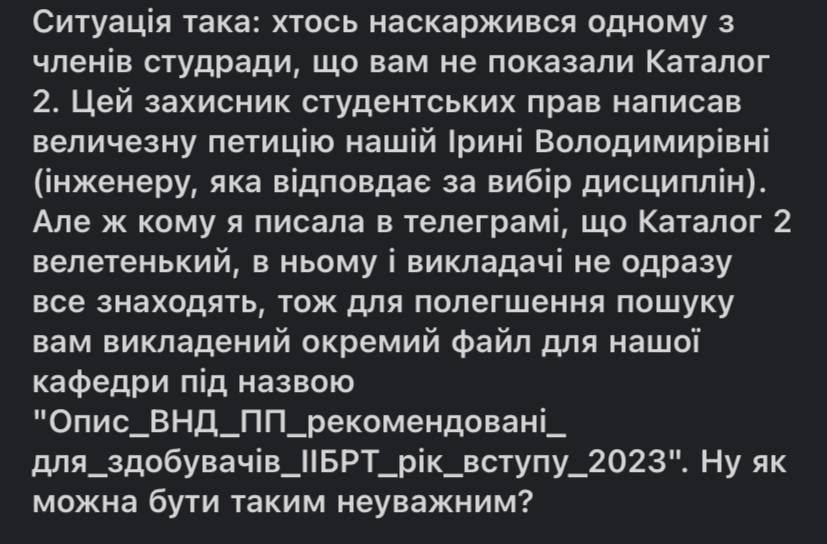 Ситуація така: хтось наскаржився одному з
членів студради, що вам не показали Каталог
2. Цей захисник студентських прав написав
величезну петицію нашій Ірині Володимирівні
(інженеру, яка відповдає за вибір дисциплін).
Але ж кому я писала в телеграмі, що Каталог 2
велетенький, в ньому і викладачі не одразу
все знаходять, тож для полегшення пошуку
вам викладений окремий файл для нашої
кафедри під назвою
"Опис_ВНД_ПП_рекомендовані_
для_здобувачів_ІІБРТ_рік_вступу_2023". Ну як
можна бути таким неуважним?